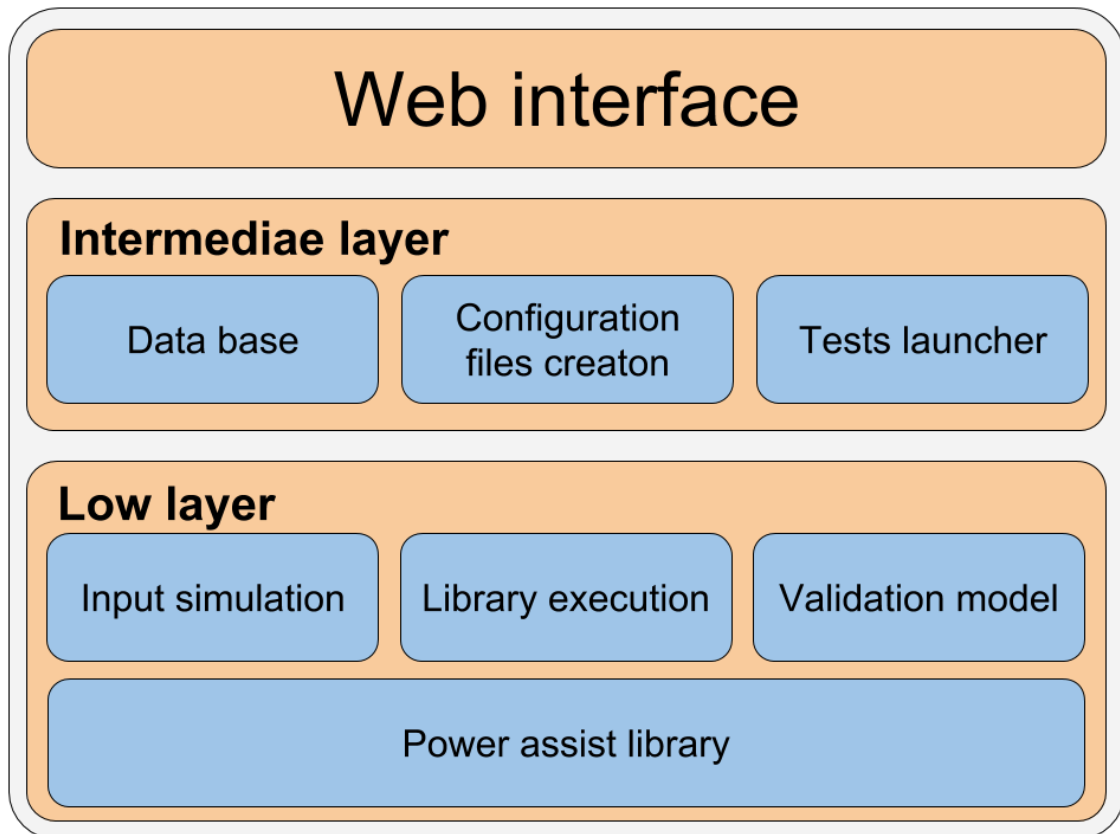 Web interface
Intermediae layer
Data base
Configuration
files creaton
Tests launcher
Low layer
Input simulation
Library execution
Validation model
Power assist library